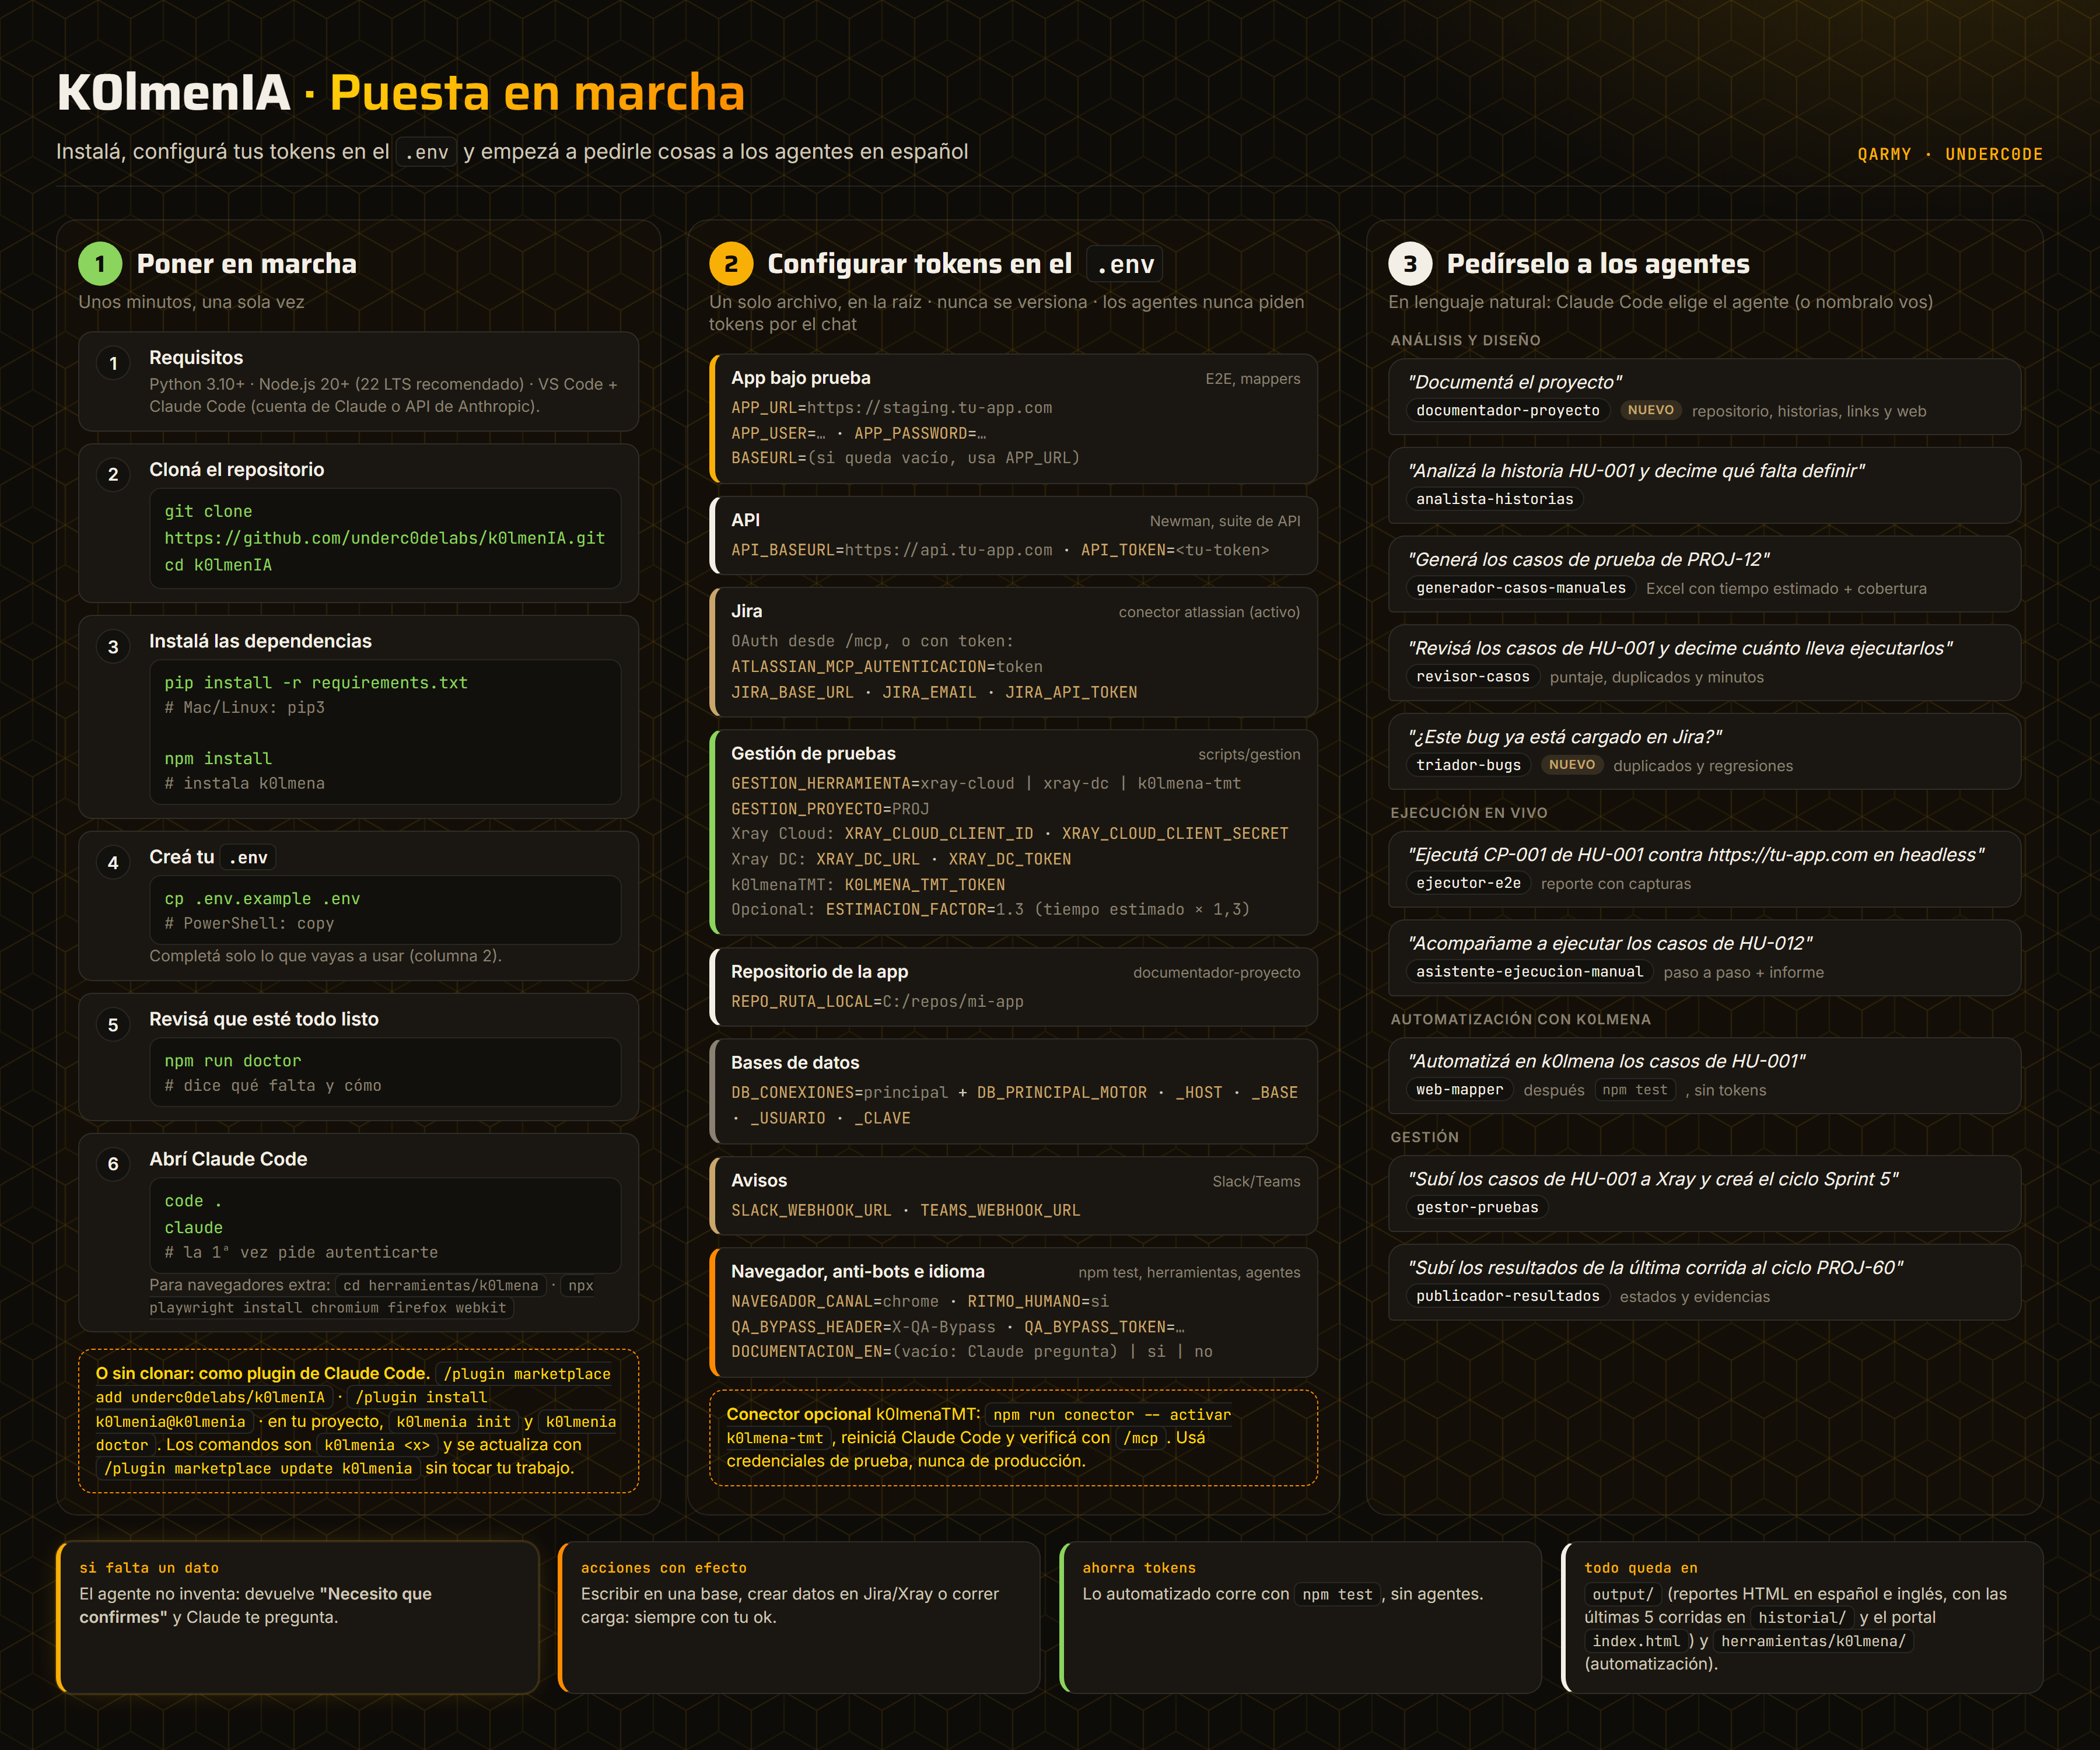 K0lmenIA · Puesta en marcha
Instalá, configurá tus tokens en el .env y empezá a pedirle cosas a los agentes en español
QARMY · UNDERC0DE
1 Poner en marcha
Unos minutos, una sola vez
1 Requisitos
Python 3.10+ · Node.js 20+ (22 LTS recomendado) · VS Code +
Claude Code (cuenta de Claude o API de Anthropic).
2 Cloná el repositorio
git clone
https://github.com/underc0delabs/k0lmenIA.git
cd k0lmenIA
3 Instalá las dependencias
pip install -r requirements.txt
# Mac/Linux: pip3
npm install
# instala k0lmena
4 Creá tu .env
cp .env.example .env
# PowerShell: copy
Completá solo lo que vayas a usar (columna 2).
5 Revisá que esté todo listo
npm run doctor
# dice qué falta y cómo
6 Abrí Claude Code
code .
claude
# la 1ª vez pide autenticarte
Para navegadores extra: cd herramientas/k0lmena · npx
playwright install chromium firefox webkit
O sin clonar: como plugin de Claude Code. /plugin marketplace
add underc0delabs/k0lmenIA · /plugin install
k0lmenia@k0lmenia · en tu proyecto, k0lmenia init y k0lmenia
doctor . Los comandos son k0lmenia <x> y se actualiza con
/plugin marketplace update k0lmenia sin tocar tu trabajo.
2 Configurar tokens en el .env
Un solo archivo, en la raíz · nunca se versiona · los agentes nunca piden
tokens por el chat
App bajo prueba E2E, mappers
APP_URL=https://staging.tu-app.com
APP_USER=… · APP_PASSWORD=…
BASEURL=(si queda vacío, usa APP_URL)
API Newman, suite de API
API_BASEURL=https://api.tu-app.com · API_TOKEN=<tu-token>
Jira conector atlassian (activo)
OAuth desde /mcp, o con token:
ATLASSIAN_MCP_AUTENTICACION=token
JIRA_BASE_URL · JIRA_EMAIL · JIRA_API_TOKEN
Gestión de pruebas scripts/gestion
GESTION_HERRAMIENTA=xray-cloud | xray-dc | k0lmena-tmt
GESTION_PROYECTO=PROJ
Xray Cloud: XRAY_CLOUD_CLIENT_ID · XRAY_CLOUD_CLIENT_SECRET
Xray DC: XRAY_DC_URL · XRAY_DC_TOKEN
k0lmenaTMT: K0LMENA_TMT_TOKEN
Opcional: ESTIMACION_FACTOR=1.3 (tiempo estimado × 1,3)
Repositorio de la app documentador-proyecto
REPO_RUTA_LOCAL=C:/repos/mi-app
Bases de datos
DB_CONEXIONES=principal + DB_PRINCIPAL_MOTOR · _HOST · _BASE
· _USUARIO · _CLAVE
Avisos Slack/Teams
SLACK_WEBHOOK_URL · TEAMS_WEBHOOK_URL
Navegador, anti-bots e idioma npm test, herramientas, agentes
NAVEGADOR_CANAL=chrome · RITMO_HUMANO=si
QA_BYPASS_HEADER=X-QA-Bypass · QA_BYPASS_TOKEN=…
DOCUMENTACION_EN=(vacío: Claude pregunta) | si | no
Conector opcional k0lmenaTMT: npm run conector -- activar
k0lmena-tmt , reiniciá Claude Code y verificá con /mcp . Usá
credenciales de prueba, nunca de producción.
3 Pedírselo a los agentes
En lenguaje natural: Claude Code elige el agente (o nombralo vos)
ANÁLISIS Y DISEÑO
"Documentá el proyecto"
documentador-proyecto NUEVO repositorio, historias, links y web
"Analizá la historia HU-001 y decime qué falta definir"
analista-historias
"Generá los casos de prueba de PROJ-12"
generador-casos-manuales Excel con tiempo estimado + cobertura
"Revisá los casos de HU-001 y decime cuánto lleva ejecutarlos"
revisor-casos puntaje, duplicados y minutos
"¿Este bug ya está cargado en Jira?"
triador-bugs NUEVO duplicados y regresiones
EJECUCIÓN EN VIVO
"Ejecutá CP-001 de HU-001 contra https://tu-app.com en headless"
ejecutor-e2e reporte con capturas
"Acompañame a ejecutar los casos de HU-012"
asistente-ejecucion-manual paso a paso + informe
AUTOMATIZACIÓN CON K0LMENA
"Automatizá en k0lmena los casos de HU-001"
web-mapper después npm test , sin tokens
GESTIÓN
"Subí los casos de HU-001 a Xray y creá el ciclo Sprint 5"
gestor-pruebas
"Subí los resultados de la última corrida al ciclo PROJ-60"
publicador-resultados estados y evidencias
si falta un dato
El agente no inventa: devuelve "Necesito que
confirmes" y Claude te pregunta.
acciones con efecto
Escribir en una base, crear datos en Jira/Xray o correr
carga: siempre con tu ok.
ahorra tokens
Lo automatizado corre con npm test , sin agentes.
todo queda en
output/ (reportes HTML en español e inglés, con las
últimas 5 corridas en historial/ y el portal
index.html ) y herramientas/k0lmena/
(automatización).